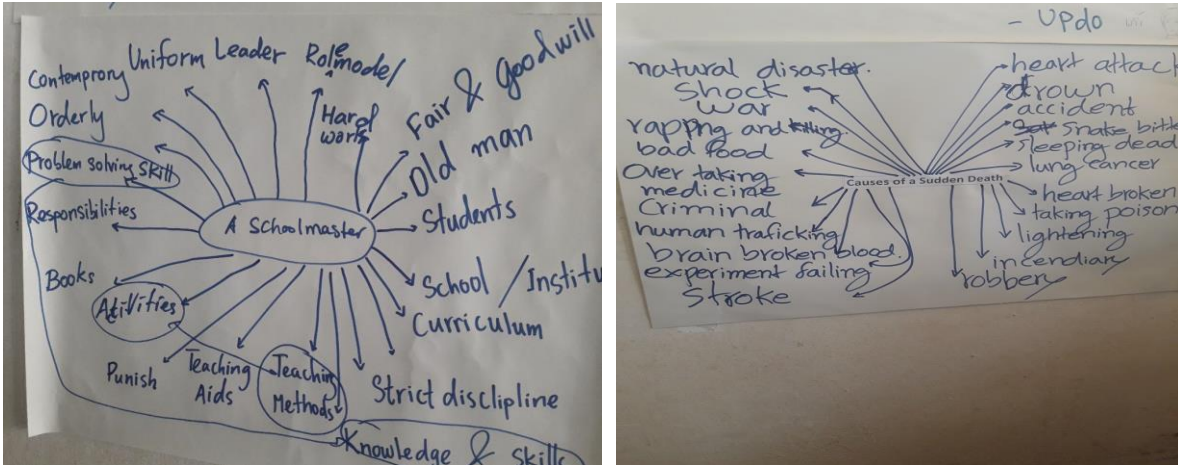 Contemprory
Uniform
Leader
Role model
Orderly
Hard
work
Fair & Goodwill
Problem solving skill
Old man
Responsibilities
A Schoolmaster
Students
Books
School / Institu
Activities
Curriculum
Punish
Teaching
Aids
Teaching
Methods
Strict disclipline
Knowledge & Skills
- UPdo
natural disaster.
shock
war
rappng and killing.
bad food
Over taking
medicine
Criminal
human traficking
brain broken blood.
experiment failing
stroke
Causes of a Sudden Death
heart attack
drown
accident
snake bitte
sleeping dead
lung cancer
heart broken
taking poison
lightening
incendiary
robbery